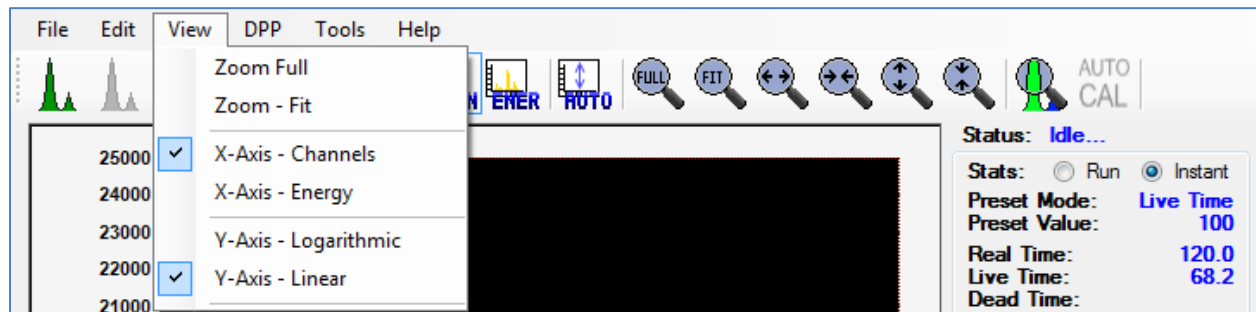 File Edit View DPP Tools Help
Zoom Full
Zoom - Fit
X-Axis - Channels
X-Axis - Energy
Y-Axis - Logarithmic
Y-Axis - Linear
N ENER AUTO FULL FIT AUTO CAL
25000
24000
23000
22000
21000
Status: Idle...
Stats: Run Instant
Preset Mode: Live Time
Preset Value: 100
Real Time: 120.0
Live Time: 68.2
Dead Time: